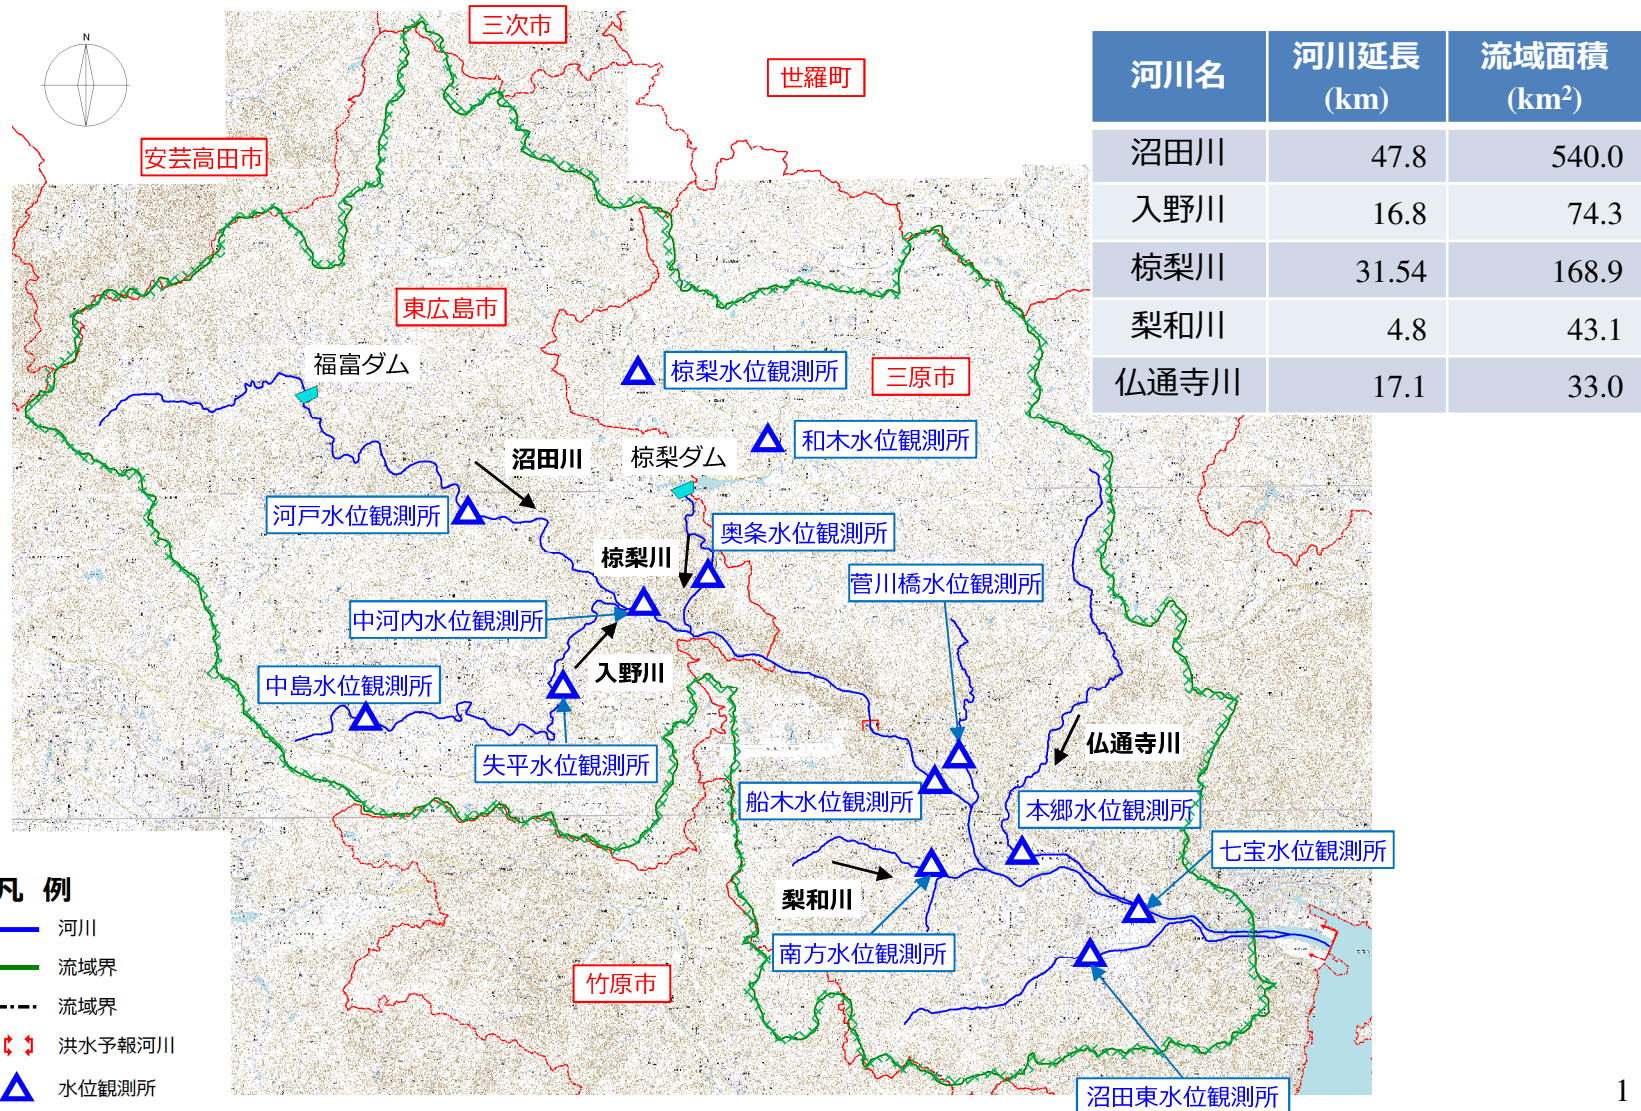 三次市
世羅町
安芸高田市
N
河川名 河川延長(km) 流域面積(km²)
沼田川 47.8 540.0
入野川 16.8 74.3
椋梨川 31.54 168.9
梨和川 4.8 43.1
仏通寺川 17.1 33.0
東広島市
福富ダム
椋梨水位観測所
三原市
和木水位観測所
沼田川
椋梨ダム
河戸水位観測所
奥条水位観測所
椋梨川
菅川橋水位観測所
中河内水位観測所
入野川
中島水位観測所
失平水位観測所
仏通寺川
船木水位観測所
本郷水位観測所
七宝水位観測所
梨和川
南方水位観測所
竹原市
沼田東水位観測所
凡 例
河川
流域界
流域界
洪水予報河川
水位観測所
1